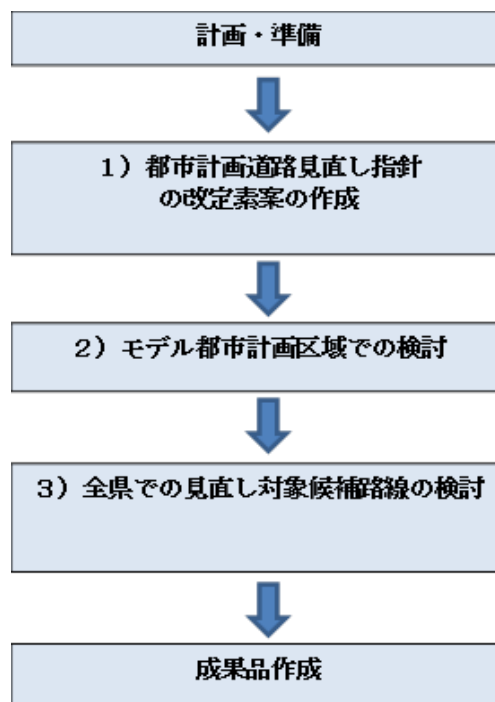 計画・準備
1）都市計画道路見直し指針
の改定素案の作成
2）モデル都市計画区域での検討
3）全県での見直し対象候補路線の検討
成果品作成